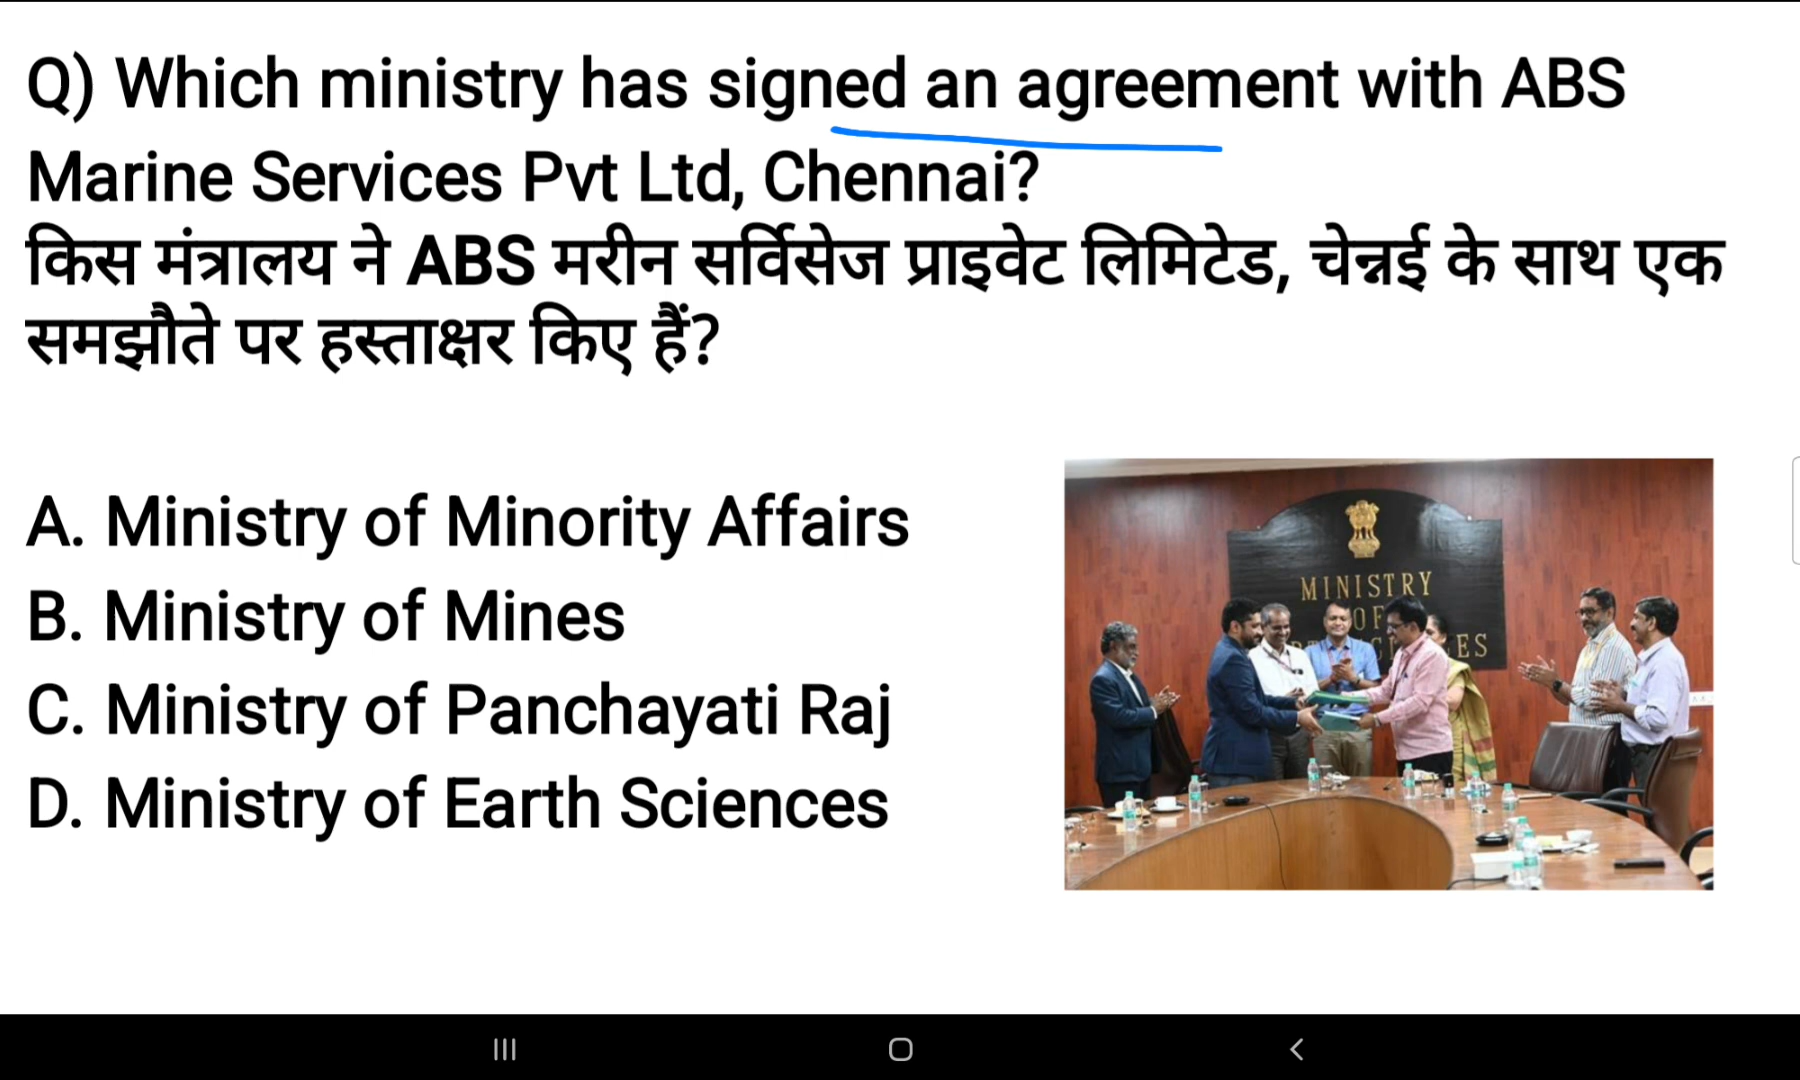 Q) Which ministry has signed an agreement with ABS
Marine Services Pvt Ltd, Chennai?
किस मंत्रालय ने ABS मरीन सर्विसेज प्राइवेट लिमिटेड, चेन्नई के साथ एक
समझौते पर हस्ताक्षर किए हैं?
A. Ministry of Minority Affairs
B. Ministry of Mines
C. Ministry of Panchayati Raj
D. Ministry of Earth Sciences
MINISTRY
OF